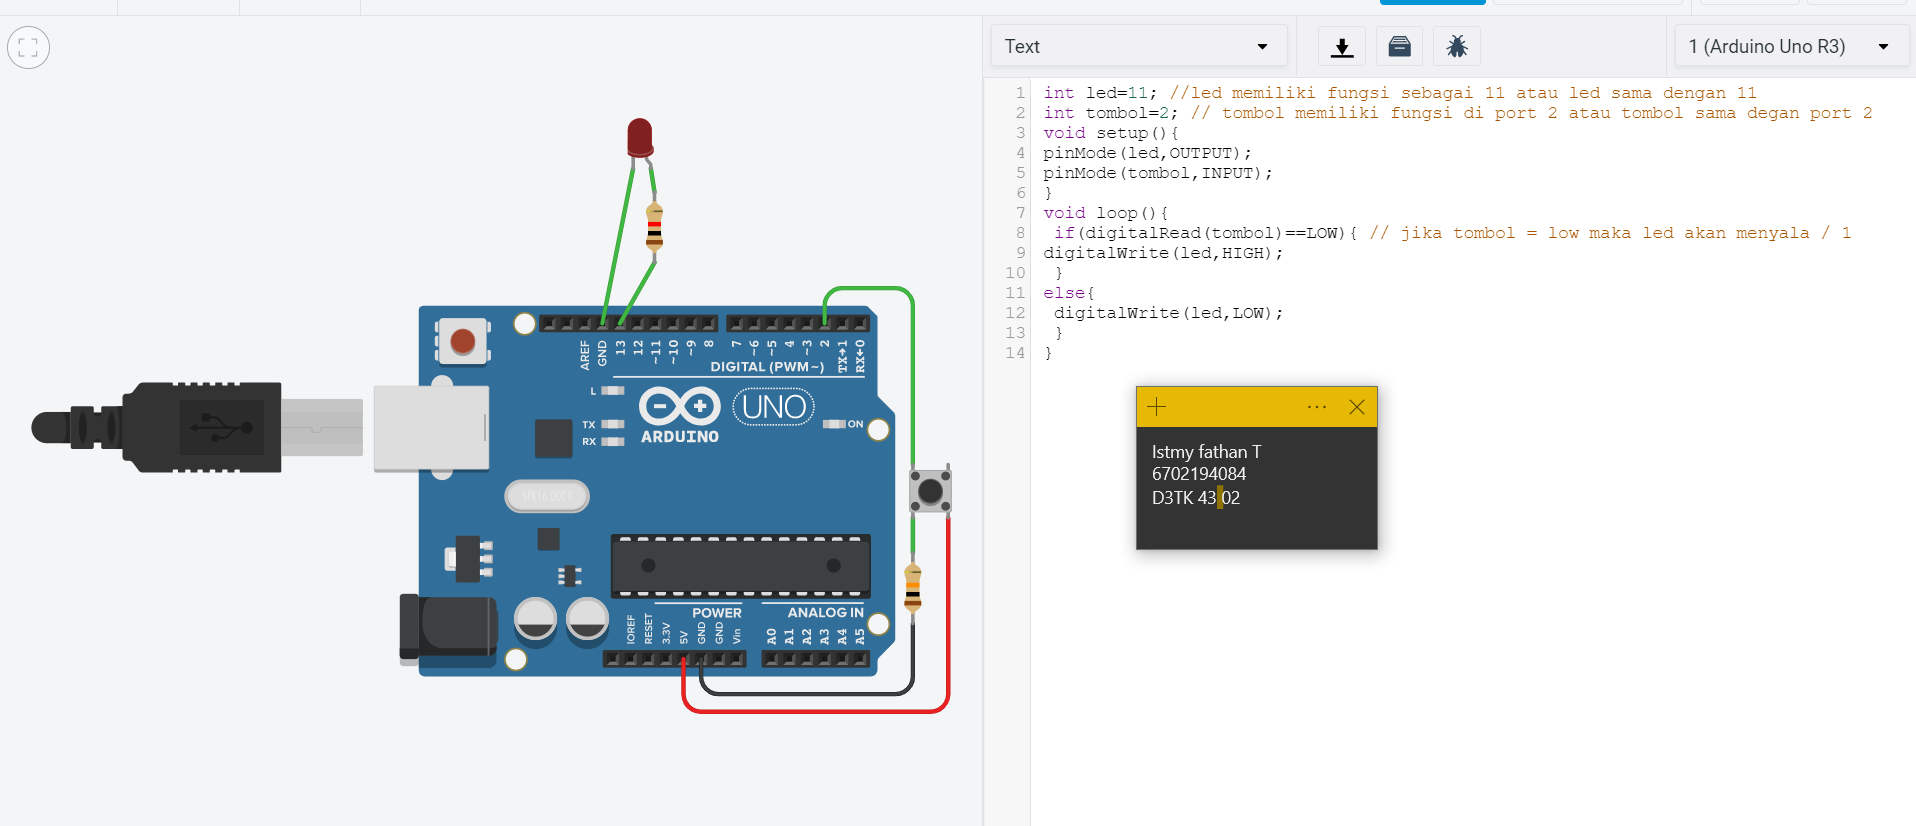 Text
1 (Arduino Uno R3)
1 int led=11; //led memiliki fungsi sebagai 11 atau led sama dengan 11
2 int tombol=2; // tombol memiliki fungsi di port 2 atau tombol sama degan port 2
3 void setup(){
4 pinMode(led,OUTPUT);
5 pinMode(tombol,INPUT);
6 }
7 void loop(){
8 if(digitalRead(tombol)==LOW){ // jika tombol = low maka led akan menyala / 1
9 digitalWrite(led,HIGH);
10 }
11 else{
12 digitalWrite(led,LOW);
13 }
14 }
AREF GND 13 12 ~11 ~10 ~9 8 7 ~6 ~5 4 ~3 2 TX→1 RX←0
DIGITAL (PWM~)
L
TX
RX
UNO
ARDUINO
ON
POWER
ANALOG IN
IOREF RESET 3.3V 5V GND GND Vin A0 A1 A2 A3 A4 A5
Istmy fathan T
6702194084
D3TK 43 02